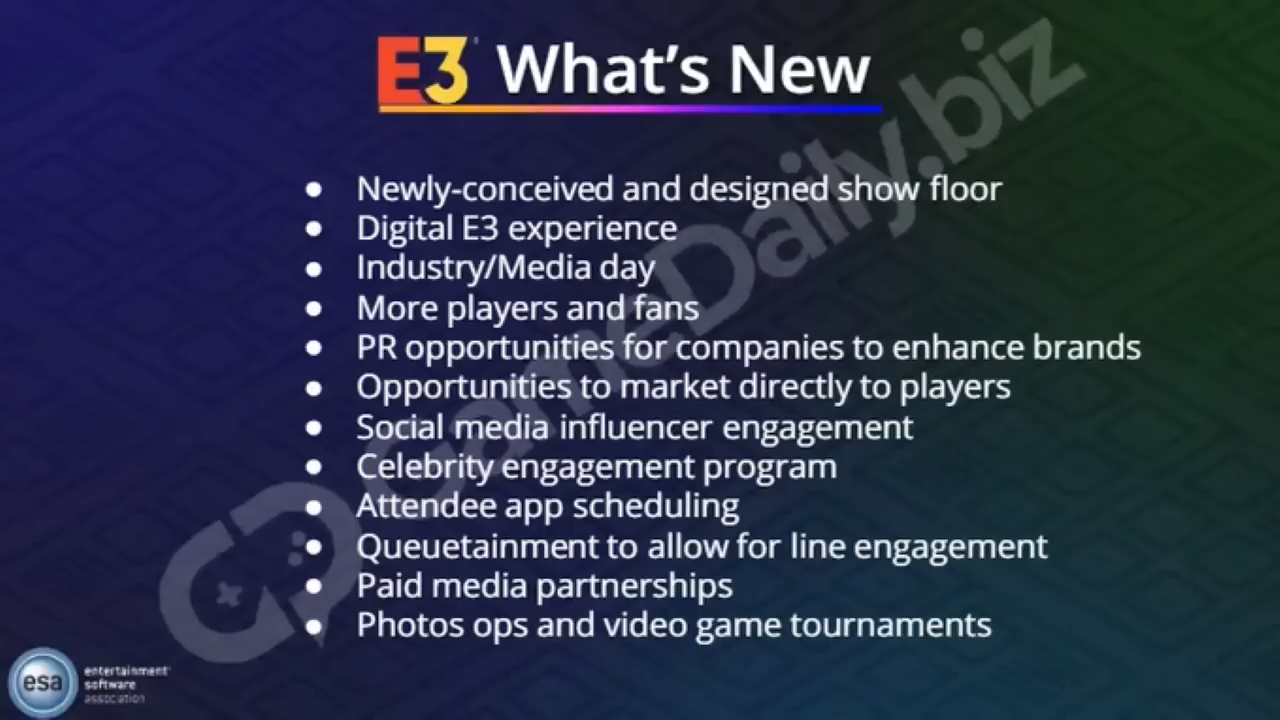 E3 What's New
● Newly-conceived and designed show floor
● Digital E3 experience
● Industry/Media day
● More players and fans
● PR opportunities for companies to enhance brands
● Opportunities to market directly to players
● Social media influencer engagement
● Celebrity engagement program
● Attendee app scheduling
● Queuetainment to allow for line engagement
● Paid media partnerships
● Photos ops and video game tournaments
GameDaily.biz
esa
entertainment
software
association